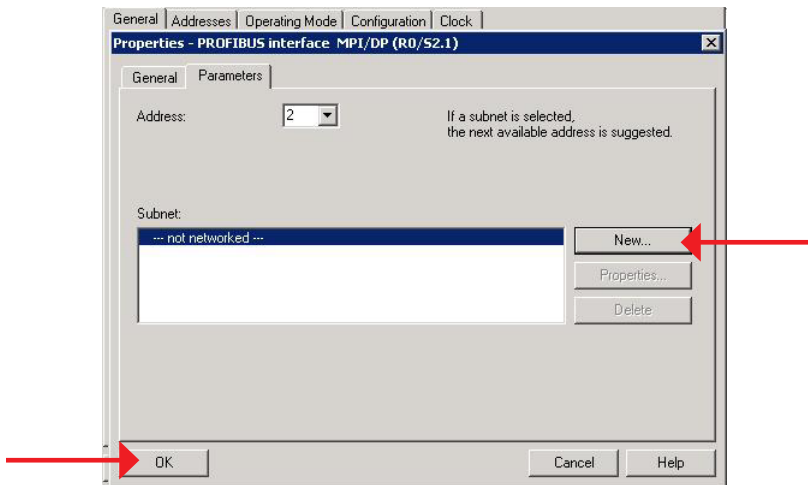 General Addresses Operating Mode Configuration Clock
Properties - PROFIBUS interface MPI/DP (R0/S2.1)
General Parameters
Address:
2
If a subnet is selected,
the next available address is suggested.
Subnet:
--- not networked ---
New...
Properties...
Delete
OK
Cancel
Help